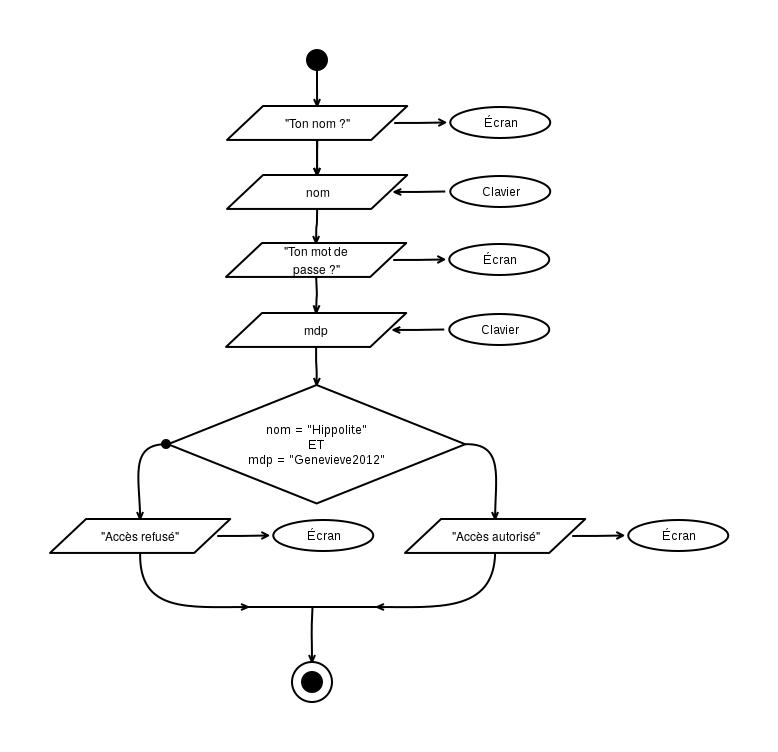 "Ton nom ?"
Écran
nom
Clavier
"Ton mot de
passe ?"
Écran
mdp
Clavier
nom = "Hippolite"
ET
mdp = "Genevieve2012"
"Accès refusé"
Écran
"Accès autorisé"
Écran